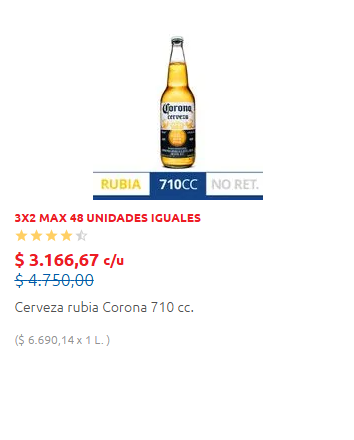 Corona
cerveza
RUBIA 710CC NO RET.
3X2 MAX 48 UNIDADES IGUALES
$ 3.166,67 c/u
$ 4.750,00
Cerveza rubia Corona 710 cc.
($ 6.690,14 x 1 L. )